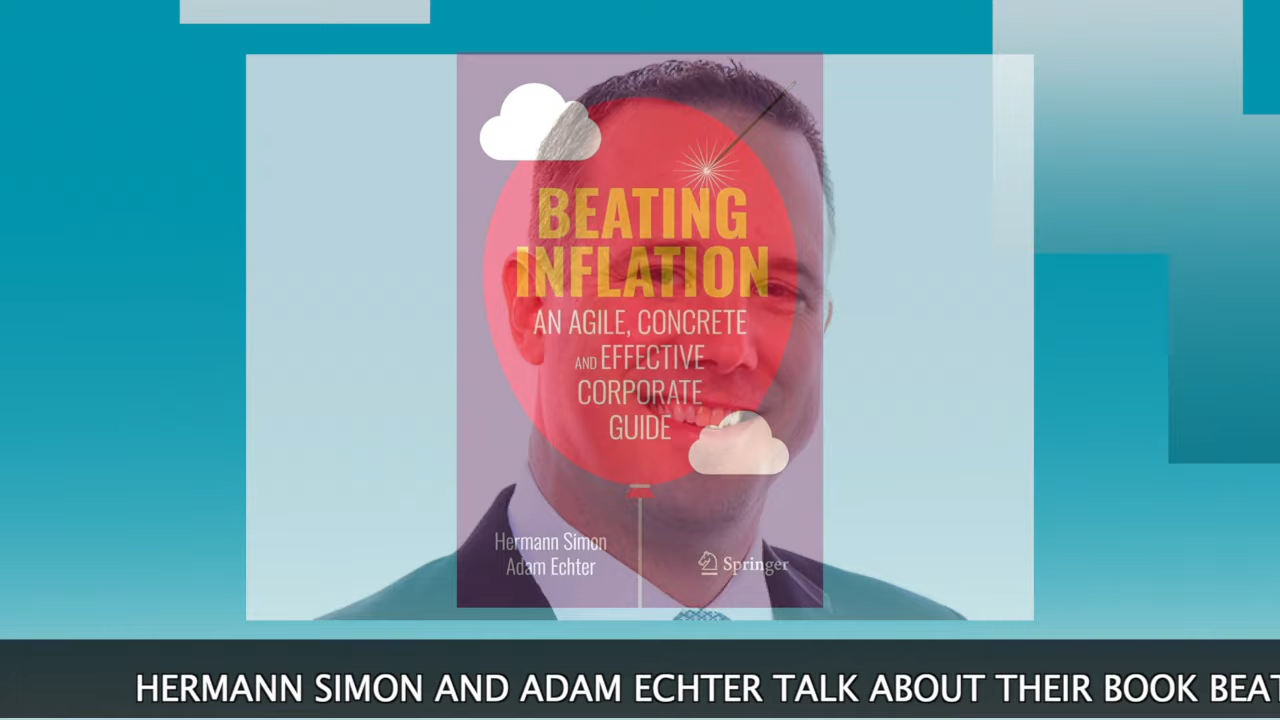 BEATING
INFLATION
AN AGILE, CONCRETE
AND EFFECTIVE
CORPORATE
GUIDE
Hermann Simon
Adam Echter
Springer
HERMANN SIMON AND ADAM ECHTER TALK ABOUT THEIR BOOK BEAT